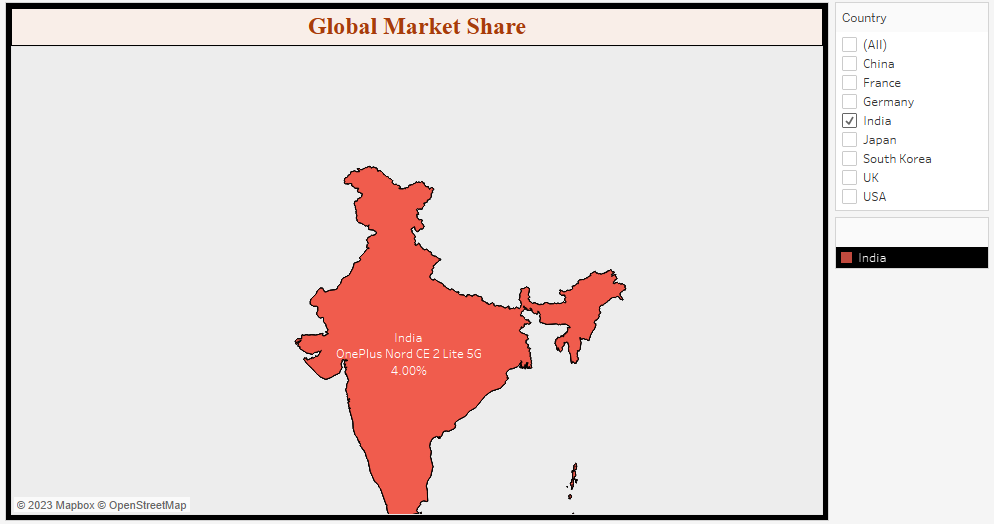 Global Market Share
India
OnePlus Nord CE 2 Lite 5G
4.00%
© 2023 Mapbox © OpenStreetMap
Country
(All)
China
France
Germany
India
Japan
South Korea
UK
USA
India